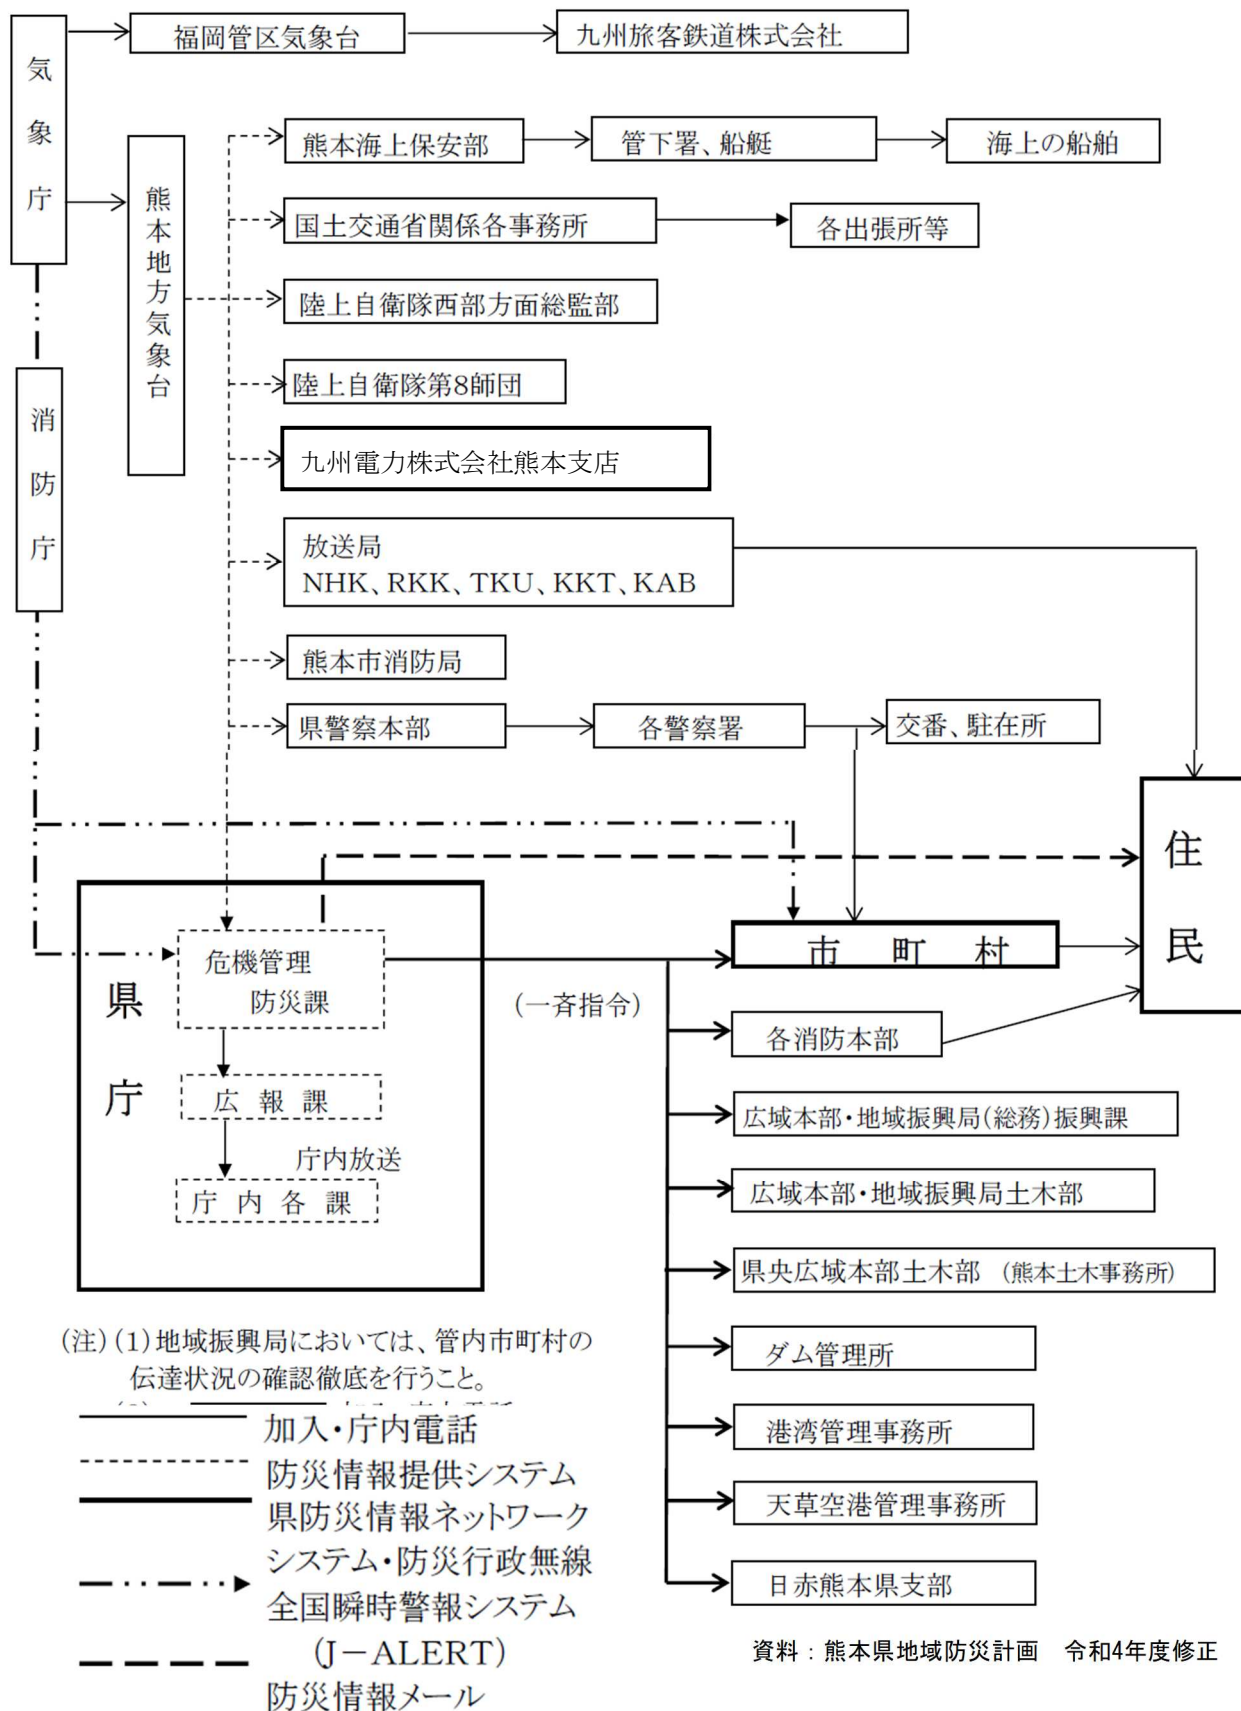 気象庁
福岡管区気象台
九州旅客鉄道株式会社
熊本地方気象台
熊本海上保安部
管下署、船艇
海上の船舶
国土交通省関係各事務所
各出張所等
陸上自衛隊西部方面総監部
陸上自衛隊第8師団
消防庁
九州電力株式会社熊本支店
放送局
NHK、RKK、TKU、KKT、KAB
熊本市消防局
県警察本部
各警察署
交番、駐在所
住民
県庁
危機管理
防災課
広報課
庁内放送
庁内各課
(一斉指令)
市町村
各消防本部
広域本部・地域振興局(総務)振興課
広域本部・地域振興局土木部
県央広域本部土木部 (熊本土木事務所)
ダム管理所
港湾管理事務所
天草空港管理事務所
日赤熊本県支部
(注)(1)地域振興局においては、管内市町村の
伝達状況の確認徹底を行うこと。
加入・庁内電話
防災情報提供システム
県防災情報ネットワーク
システム・防災行政無線
全国瞬時警報システム
(J-ALERT)
防災情報メール
資料：熊本県地域防災計画 令和4年度修正